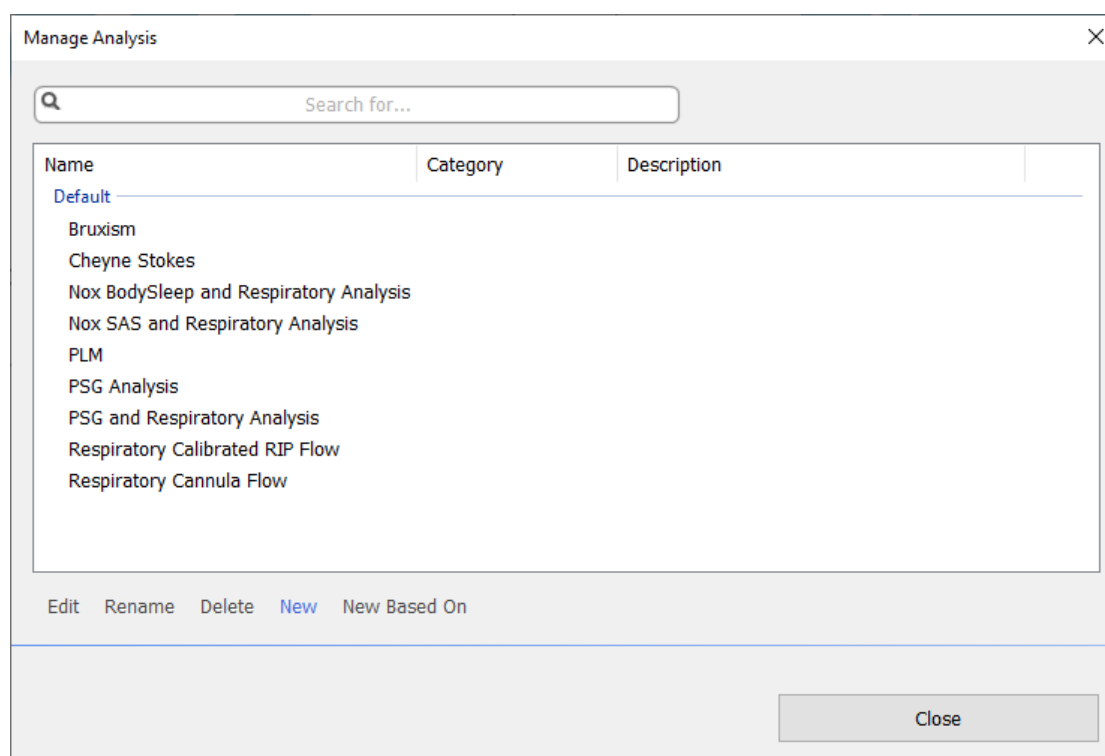 Manage Analysis
Search for...
Name Category Description
Default
Bruxism
Cheyne Stokes
Nox BodySleep and Respiratory Analysis
Nox SAS and Respiratory Analysis
PLM
PSG Analysis
PSG and Respiratory Analysis
Respiratory Calibrated RIP Flow
Respiratory Cannula Flow
Edit Rename Delete New New Based On
Close